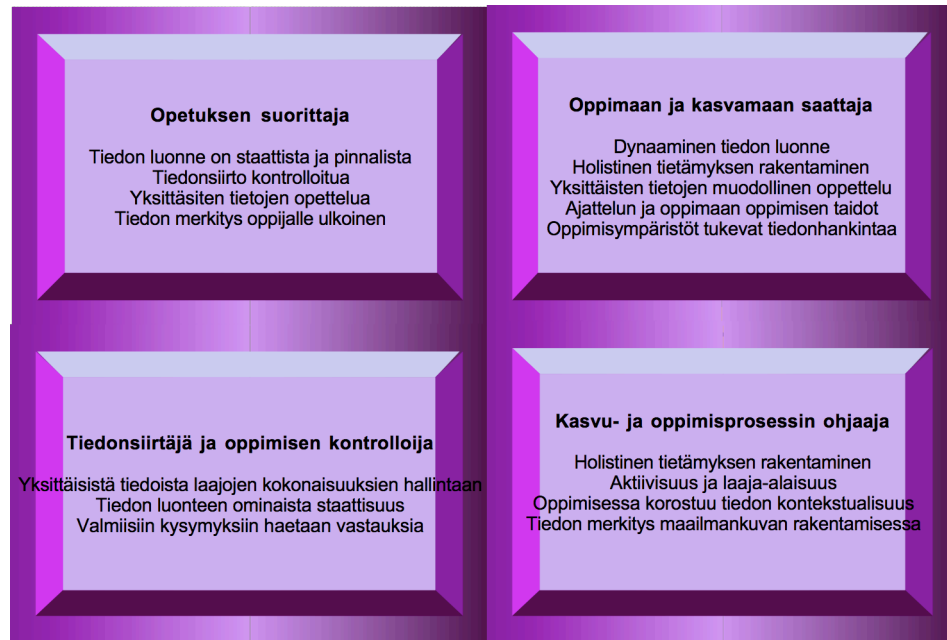 Opetuksen suorittaja
Tiedon luonne on staattista ja pinnalista
Tiedonsiirto kontrolloitua
Yksittäsiten tietojen opettelua
Tiedon merkitys oppijalle ulkoinen
Oppimaan ja kasvamaan saattaja
Dynaaminen tiedon luonne
Holistinen tietämyksen rakentaminen
Yksittäisten tietojen muodollinen oppettelu
Ajattelun ja oppimaan oppimisen taidot
Oppimisympäristöt tukevat tiedonhankintaa
Tiedonsiirtäjä ja oppimisen kontrolloija
Yksittäisistä tiedoista laajojen kokonaisuuksien hallintaan
Tiedon luonteen ominaista staattisuus
Valmiisiin kysymyksiin haetaan vastauksia
Kasvu- ja oppimisprosessin ohjaaja
Holistinen tietämyksen rakentaminen
Aktiivisuus ja laaja-alaisuus
Oppimisessa korostuu tiedon kontekstualisuus
Tiedon merkitys maailmankuvan rakentamisessa